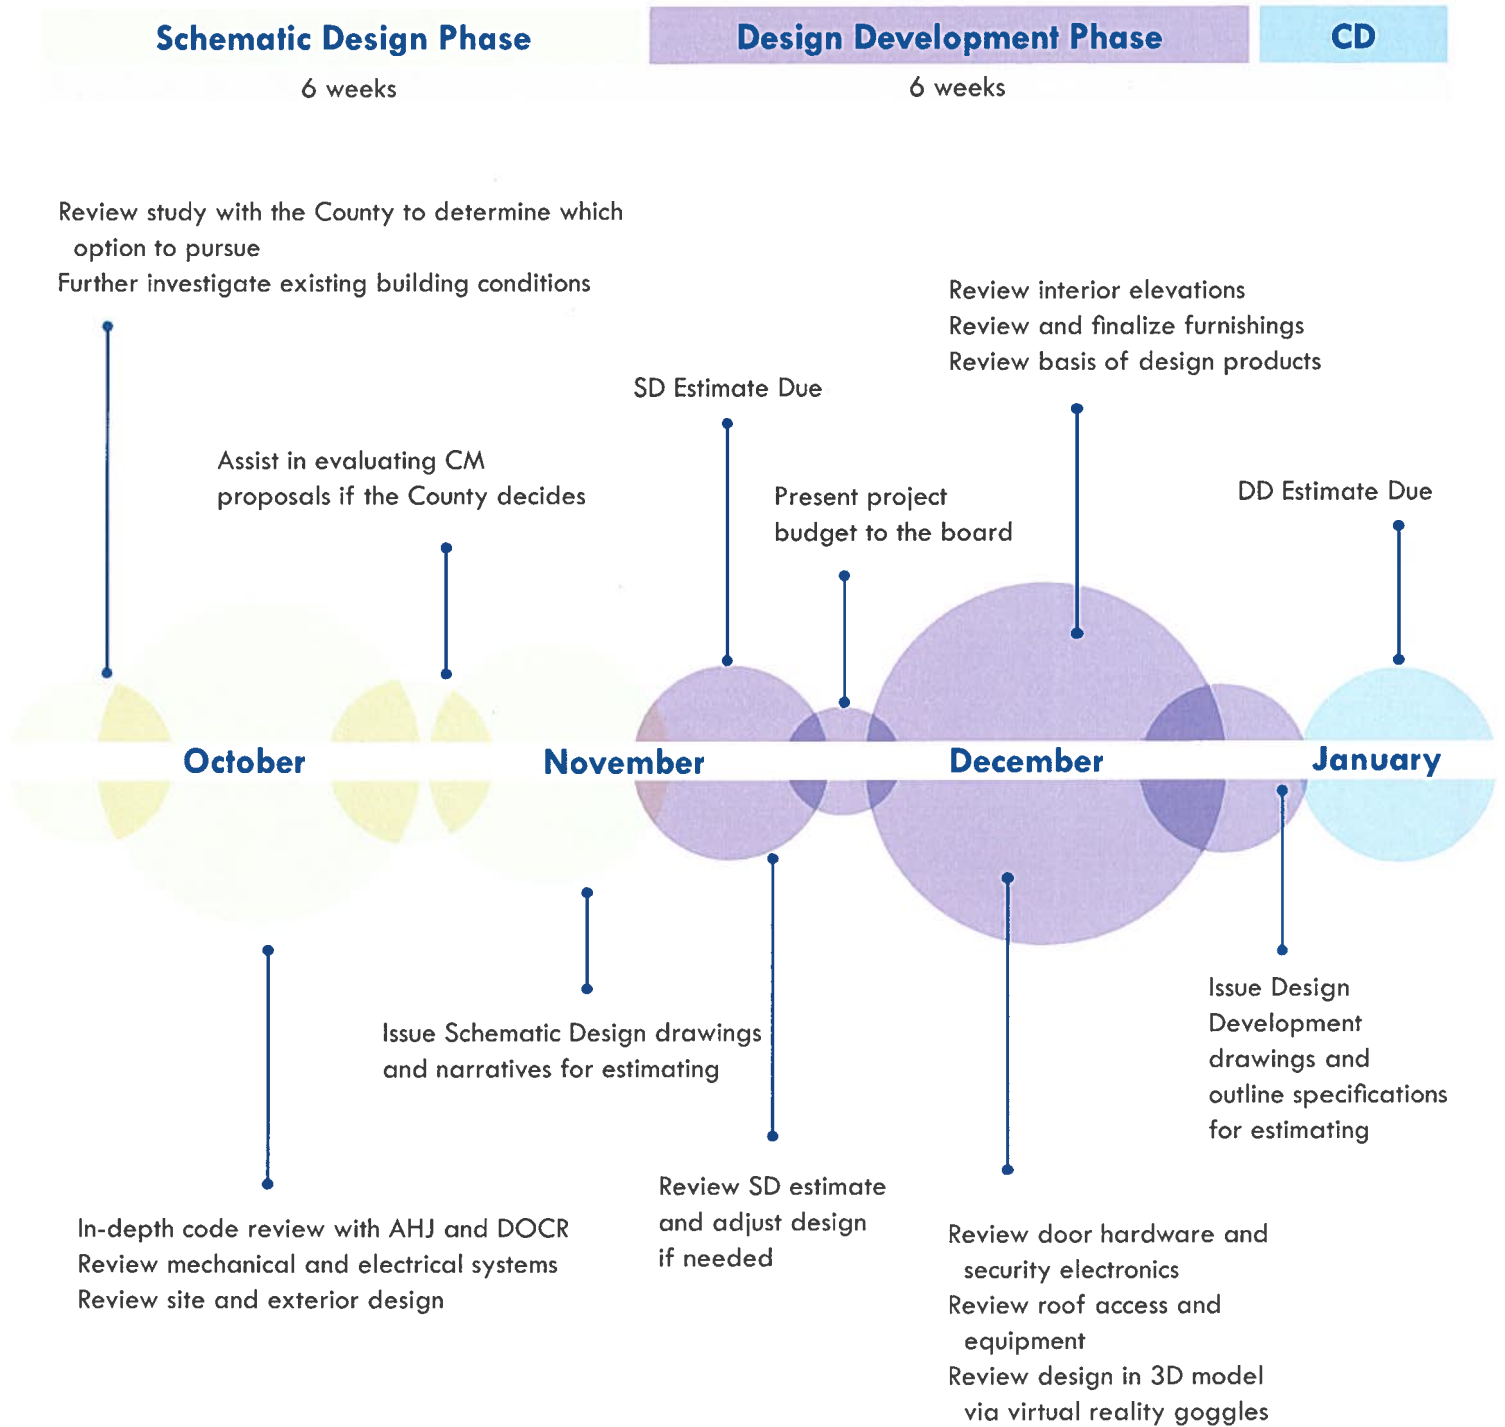 Schematic Design Phase
6 weeks
Design Development Phase
6 weeks
CD
Review study with the County to determine which
option to pursue
Further investigate existing building conditions
Assist in evaluating CM
proposals if the County decides
SD Estimate Due
Present project
budget to the board
Review interior elevations
Review and finalize furnishings
Review basis of design products
DD Estimate Due
October
November
December
January
In-depth code review with AHJ and DOCR
Review mechanical and electrical systems
Review site and exterior design
Issue Schematic Design drawings
and narratives for estimating
Review SD estimate
and adjust design
if needed
Review door hardware and
security electronics
Review roof access and
equipment
Review design in 3D model
via virtual reality goggles
Issue Design
Development
drawings and
outline specifications
for estimating